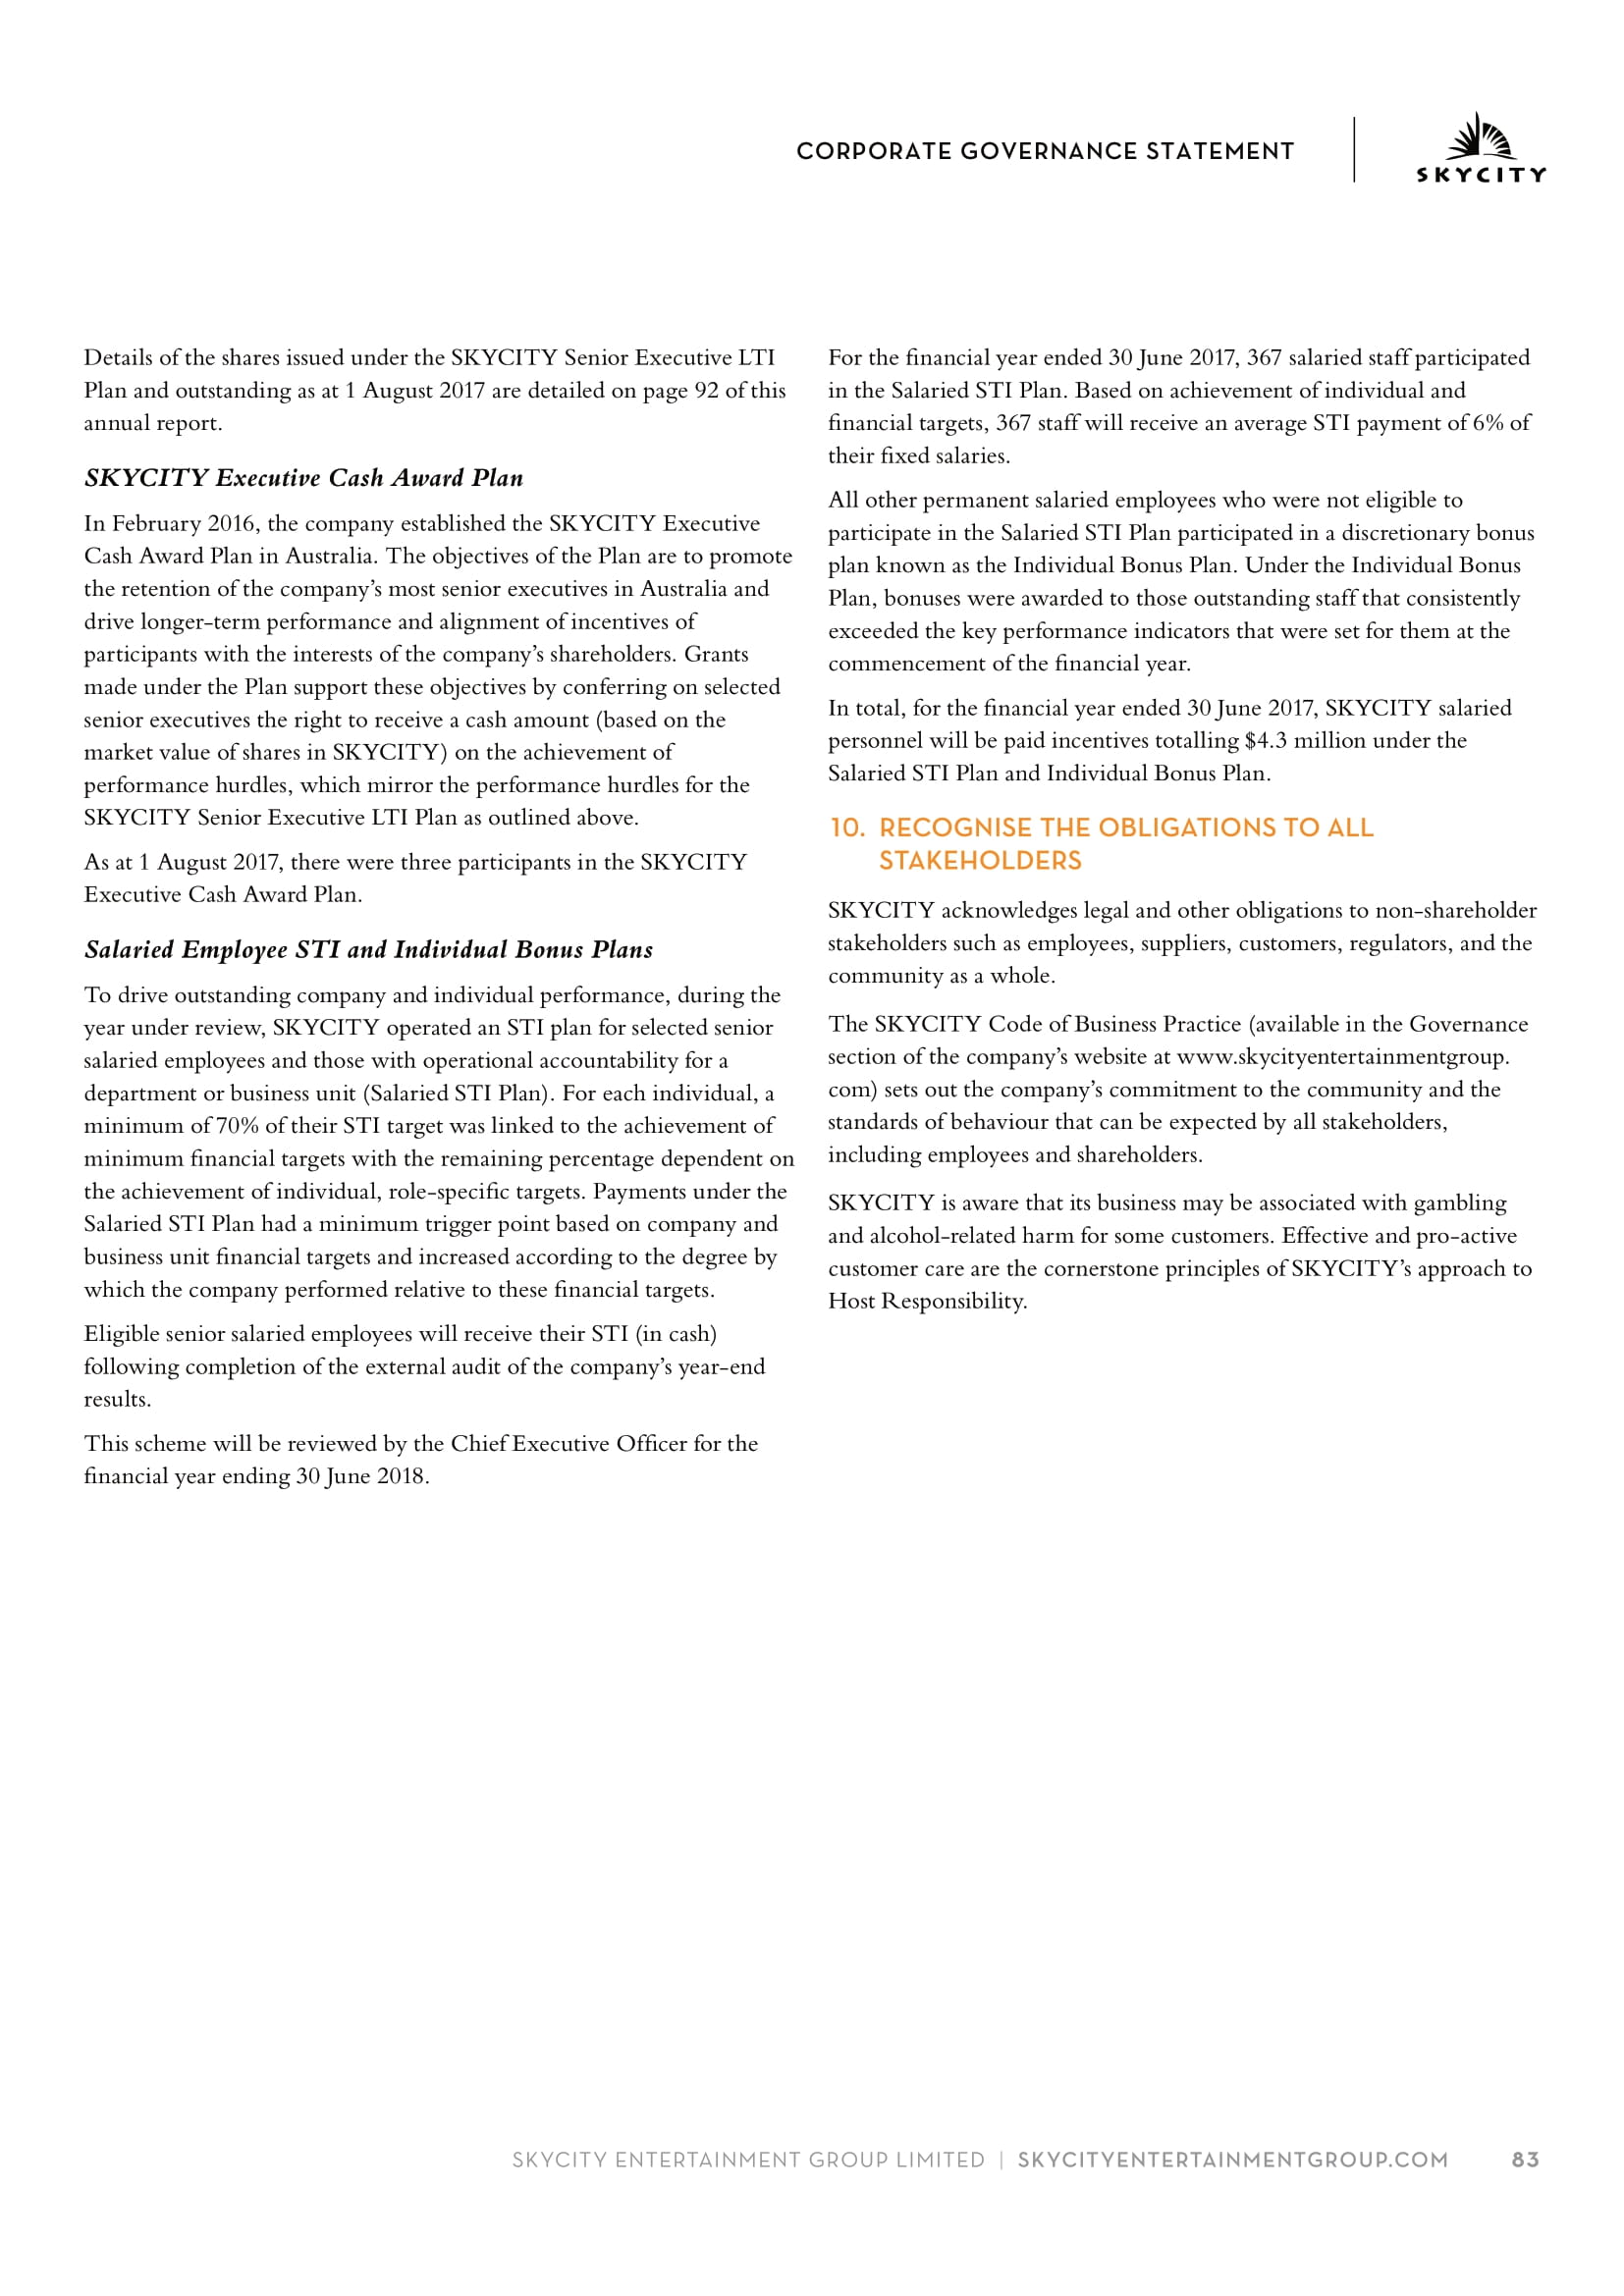 CORPORATE GOVERNANCE STATEMENT
SKYCITY
Details of the shares issued under the SKYCITY Senior Executive LTI
Plan and outstanding as at 1 August 2017 are detailed on page 92 of this
annual report.
SKYCITY Executive Cash Award Plan
In February 2016, the company established the SKYCITY Executive
Cash Award Plan in Australia. The objectives of the Plan are to promote
the retention of the company’s most senior executives in Australia and
drive longer-term performance and alignment of incentives of
participants with the interests of the company’s shareholders. Grants
made under the Plan support these objectives by conferring on selected
senior executives the right to receive a cash amount (based on the
market value of shares in SKYCITY) on the achievement of
performance hurdles, which mirror the performance hurdles for the
SKYCITY Senior Executive LTI Plan as outlined above.
As at 1 August 2017, there were three participants in the SKYCITY
Executive Cash Award Plan.
Salaried Employee STI and Individual Bonus Plans
To drive outstanding company and individual performance, during the
year under review, SKYCITY operated an STI plan for selected senior
salaried employees and those with operational accountability for a
department or business unit (Salaried STI Plan). For each individual, a
minimum of 70% of their STI target was linked to the achievement of
minimum financial targets with the remaining percentage dependent on
the achievement of individual, role-specific targets. Payments under the
Salaried STI Plan had a minimum trigger point based on company and
business unit financial targets and increased according to the degree by
which the company performed relative to these financial targets.
Eligible senior salaried employees will receive their STI (in cash)
following completion of the external audit of the company’s year-end
results.
This scheme will be reviewed by the Chief Executive Officer for the
financial year ending 30 June 2018.
For the financial year ended 30 June 2017, 367 salaried staff participated
in the Salaried STI Plan. Based on achievement of individual and
financial targets, 367 staff will receive an average STI payment of 6% of
their fixed salaries.
All other permanent salaried employees who were not eligible to
participate in the Salaried STI Plan participated in a discretionary bonus
plan known as the Individual Bonus Plan. Under the Individual Bonus
Plan, bonuses were awarded to those outstanding staff that consistently
exceeded the key performance indicators that were set for them at the
commencement of the financial year.
In total, for the financial year ended 30 June 2017, SKYCITY salaried
personnel will be paid incentives totalling $4.3 million under the
Salaried STI Plan and Individual Bonus Plan.
10. RECOGNISE THE OBLIGATIONS TO ALL
STAKEHOLDERS
SKYCITY acknowledges legal and other obligations to non-shareholder
stakeholders such as employees, suppliers, customers, regulators, and the
community as a whole.
The SKYCITY Code of Business Practice (available in the Governance
section of the company’s website at www.skycityentertainmentgroup.
com) sets out the company’s commitment to the community and the
standards of behaviour that can be expected by all stakeholders,
including employees and shareholders.
SKYCITY is aware that its business may be associated with gambling
and alcohol-related harm for some customers. Effective and pro-active
customer care are the cornerstone principles of SKYCITY’s approach to
Host Responsibility.
SKYCITY ENTERTAINMENT GROUP LIMITED | SKYCITYENTERTAINMENTGROUP.COM 83